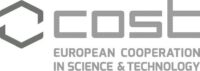 cost
EUROPEAN COOPERATION
IN SCIENCE & TECHNOLOGY